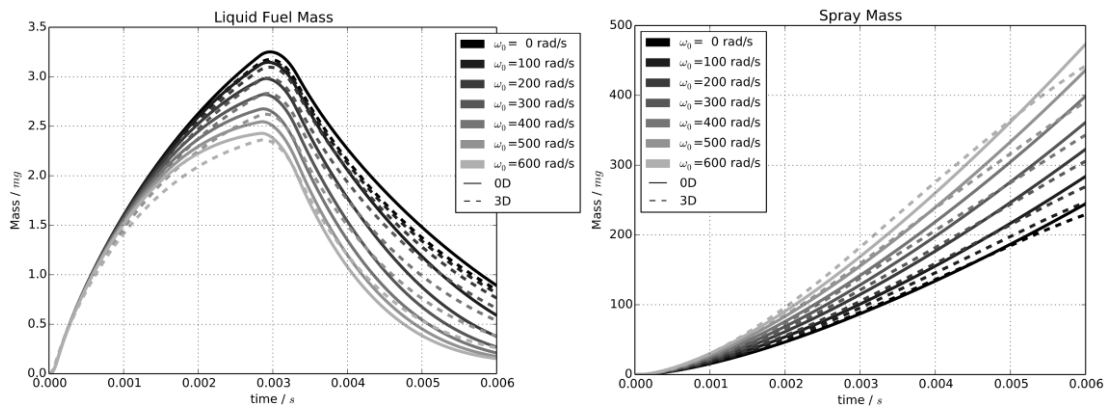 Liquid Fuel Mass
3.5
3.0
2.5
2.0
1.5
1.0
0.5
0.0
Mass / mg
0.000
0.001
0.002
0.003
0.004
0.005
0.006
time / s
ω₀ = 0 rad/s
ω₀ =100 rad/s
ω₀ =200 rad/s
ω₀ =300 rad/s
ω₀ =400 rad/s
ω₀ =500 rad/s
ω₀ =600 rad/s
0D
3D
Spray Mass
500
400
300
200
100
0
Mass / mg
0.000
0.001
0.002
0.003
0.004
0.005
0.006
time / s
ω₀ = 0 rad/s
ω₀ =100 rad/s
ω₀ =200 rad/s
ω₀ =300 rad/s
ω₀ =400 rad/s
ω₀ =500 rad/s
ω₀ =600 rad/s
0D
3D